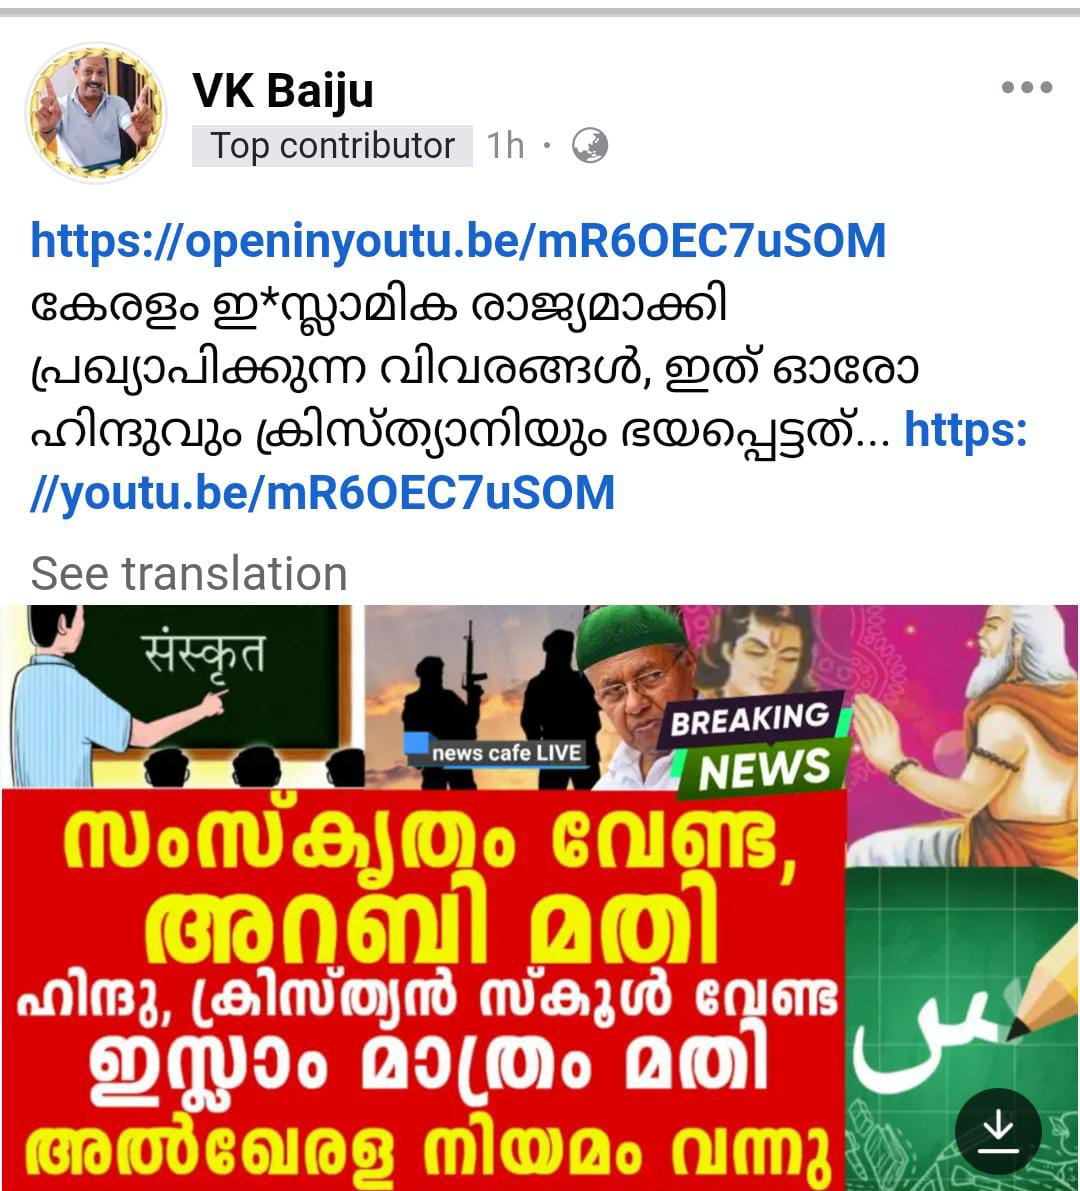 VK Baiju
Top contributor 1h ·
https://openinyoutu.be/mR6OEC7uSOM
കേരളം ഇ*സ്ലാമിക രാജ്യമാക്കി
പ്രഖ്യാപിക്കുന്ന വിവരങ്ങൾ, ഇത് ഓരോ
ഹിന്ദുവും ക്രിസ്ത്യാനിയും ഭയപ്പെട്ടത്... https:
//youtu.be/mR6OEC7uSOM
See translation
संस्कृत
news cafe LIVE
BREAKING
NEWS
സംസ്കൃതം വേണ്ട,
അറബി മതി
ഹിന്ദു, ക്രിസ്ത്യൻ സ്കൂൾ വേണ്ട
ഇസ്ലാം മാത്രം മതി
അൽഖേരള നിയമം വന്നു
س